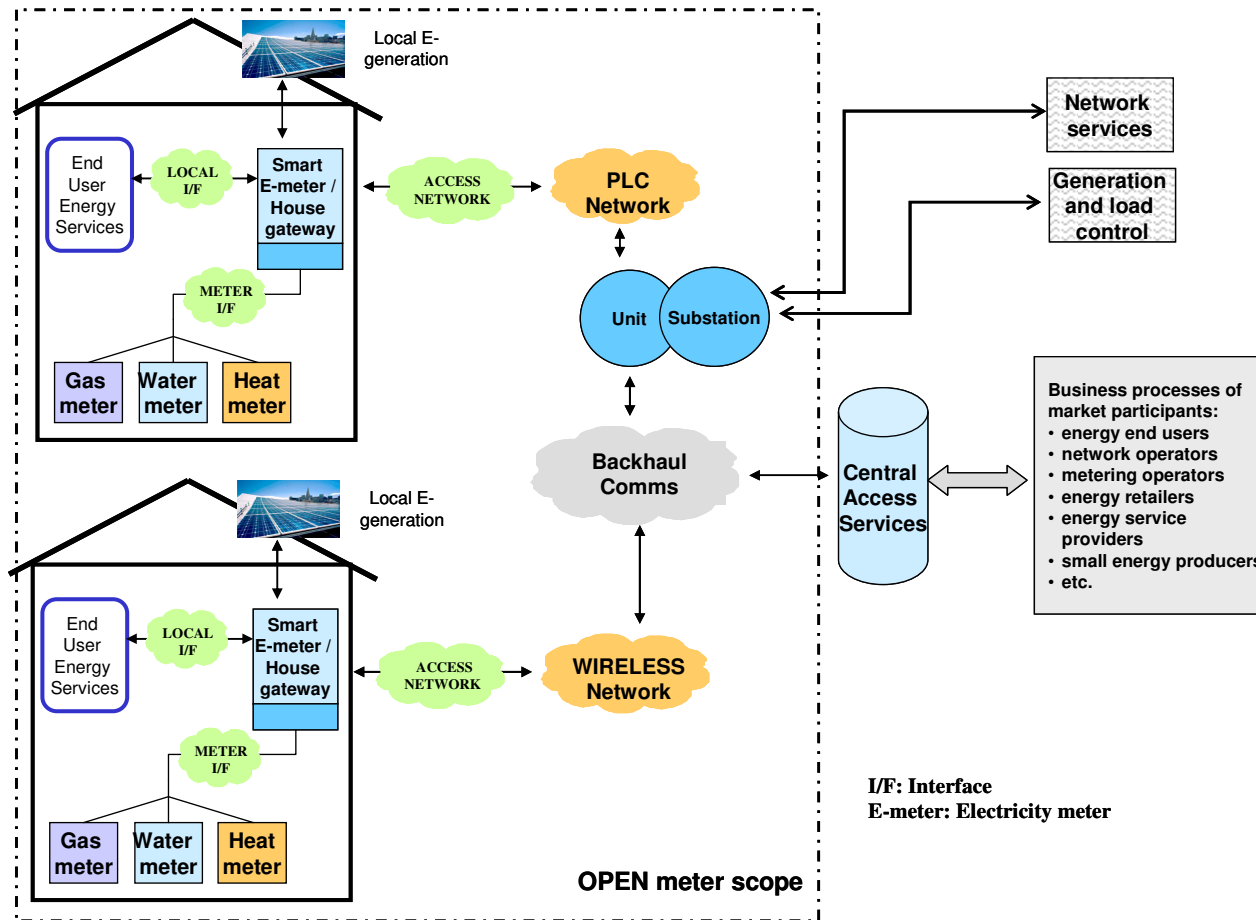 Local E-
generation
End
User
Energy
Services
LOCAL
I/F
Smart
E-meter /
House
gateway
ACCESS
NETWORK
PLC
Network
METER
I/F
Gas
meter
Water
meter
Heat
meter
Unit
Substation
Network
services
Generation
and load
control
Backhaul
Comms
Central
Access
Services
Business processes of
market participants:
• energy end users
• network operators
• metering operators
• energy retailers
• energy service
providers
• small energy producers
• etc.
Local E-
generation
End
User
Energy
Services
LOCAL
I/F
Smart
E-meter /
House
gateway
ACCESS
NETWORK
WIRELESS
Network
METER
I/F
Gas
meter
Water
meter
Heat
meter
I/F: Interface
E-meter: Electricity meter
OPEN meter scope